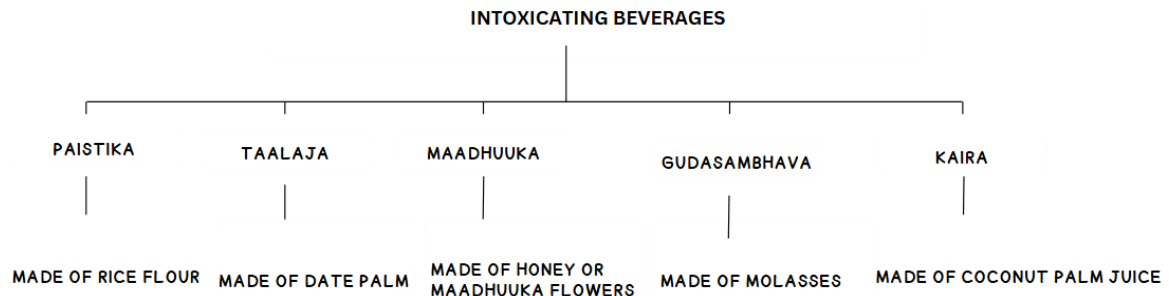 INTOXICATING BEVERAGES
PAISTIKA
TAALAJA
MAADHUUKA
GUDASAMBHAVA
KAIRA
MADE OF RICE FLOUR
MADE OF DATE PALM
MADE OF HONEY OR
MAADHUUKA FLOWERS
MADE OF MOLASSES
MADE OF COCONUT PALM JUICE